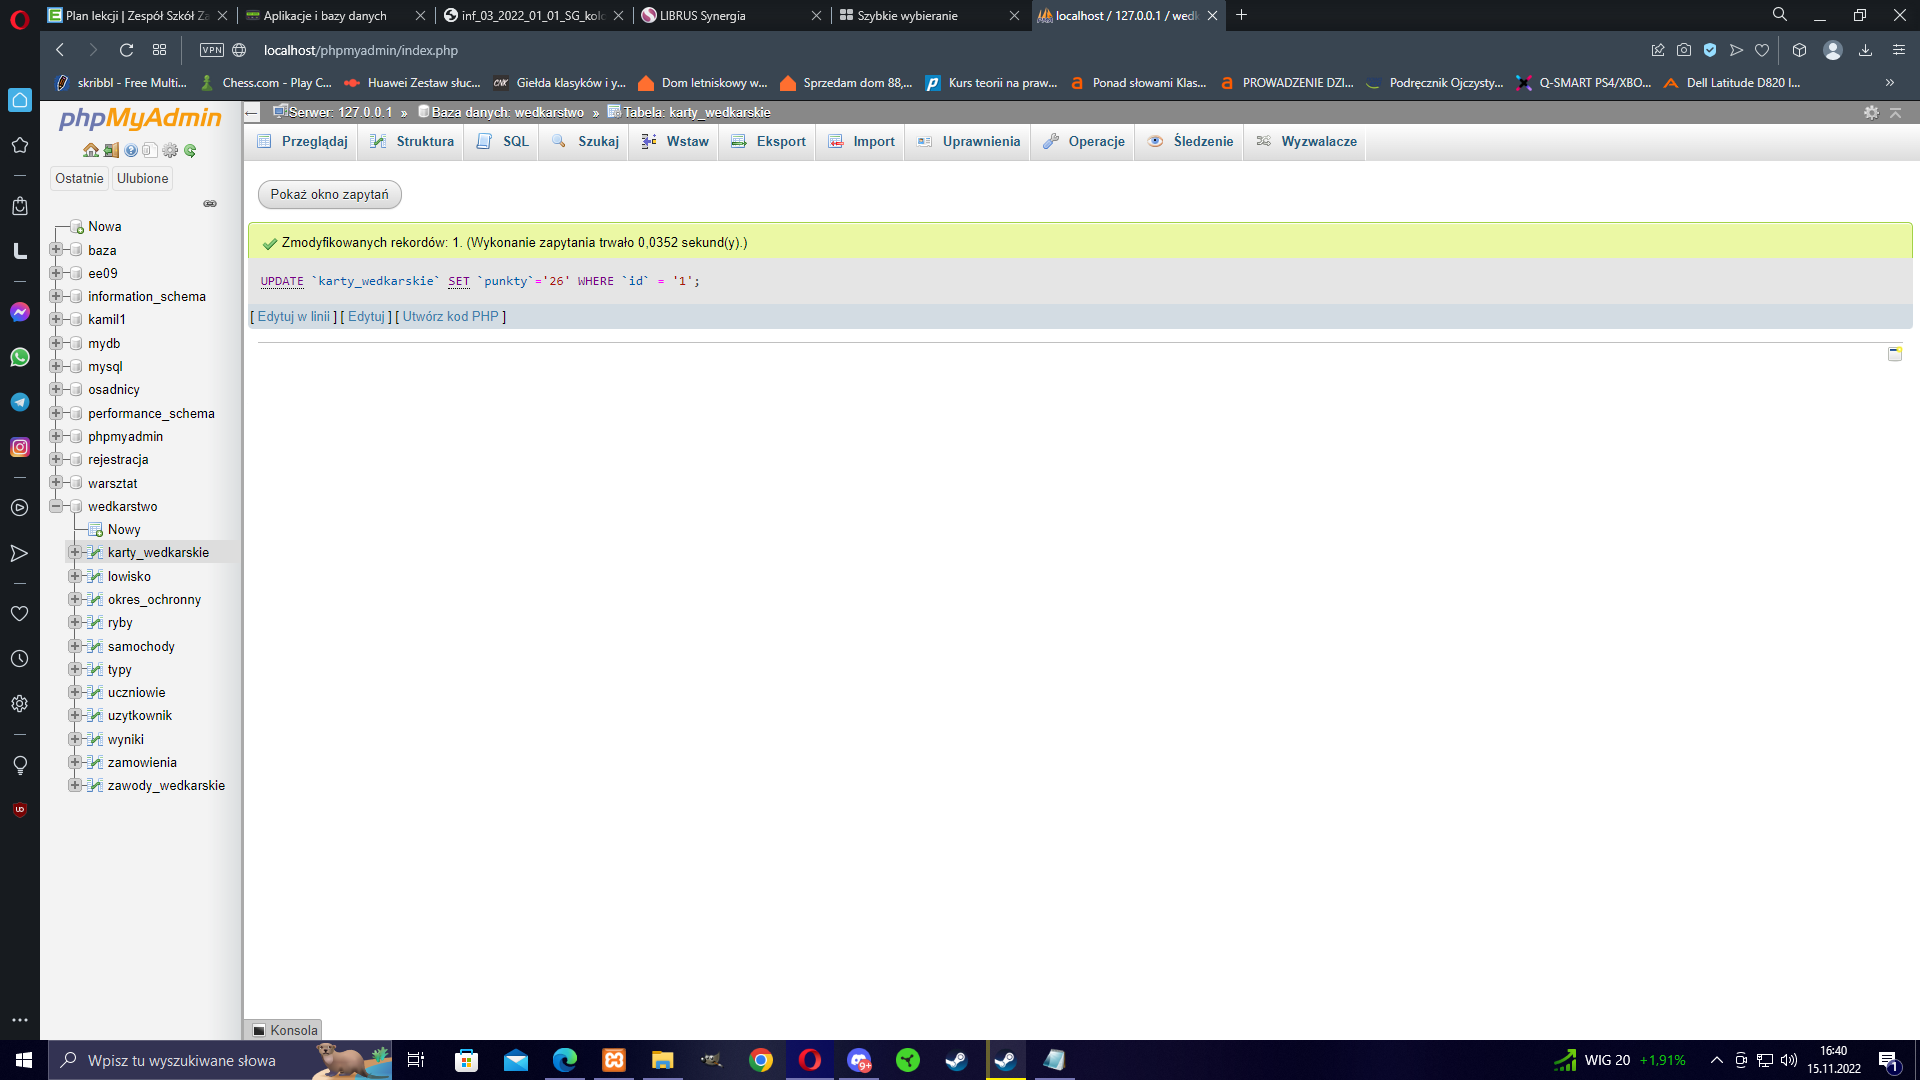 Plan lekcji | Zespół Szkół Za
Aplikacje i bazy danych
inf_03_2022_01_01_SG_kolo
LIBRUS Synergia
Szybkie wybieranie
localhost / 127.0.0.1 / wedk
VPN
localhost/phpmyadmin/index.php
skribbl - Free Multi...
Chess.com - Play C...
Huawei Zestaw słuc...
Giełda klasyków i y...
Dom letniskowy w...
Sprzedam dom 88,...
Kurs teorii na praw...
Ponad słowami Klas...
PROWADZENIE DZI...
Podręcznik Ojczysty...
Q-SMART PS4/XBO...
Dell Latitude D820 I...
phpMyAdmin
Ostatnie
Ulubione
Nowa
baza
ee09
information_schema
kamil1
mydb
mysql
osadnicy
performance_schema
phpmyadmin
rejestracja
warsztat
wedkarstwo
Nowy
karty_wedkarskie
lowisko
okres_ochronny
ryby
samochody
typy
uczniowie
uzytkownik
wyniki
zamowienia
zawody_wedkarskie
Serwer: 127.0.0.1 » Baza danych: wedkarstwo » Tabela: karty_wedkarskie
Przeglądaj
Struktura
SQL
Szukaj
Wstaw
Eksport
Import
Uprawnienia
Operacje
Śledzenie
Wyzwalacze
Pokaż okno zapytań
Zmodyfikowanych rekordów: 1. (Wykonanie zapytania trwało 0,0352 sekund(y).)
UPDATE `karty_wedkarskie` SET `punkty`='26' WHERE `id` = '1';
[ Edytuj w linii ] [ Edytuj ] [ Utwórz kod PHP ]
Konsola
Wpisz tu wyszukiwane słowa
9+
WIG 20 +1,91%
16:40
15.11.2022
1